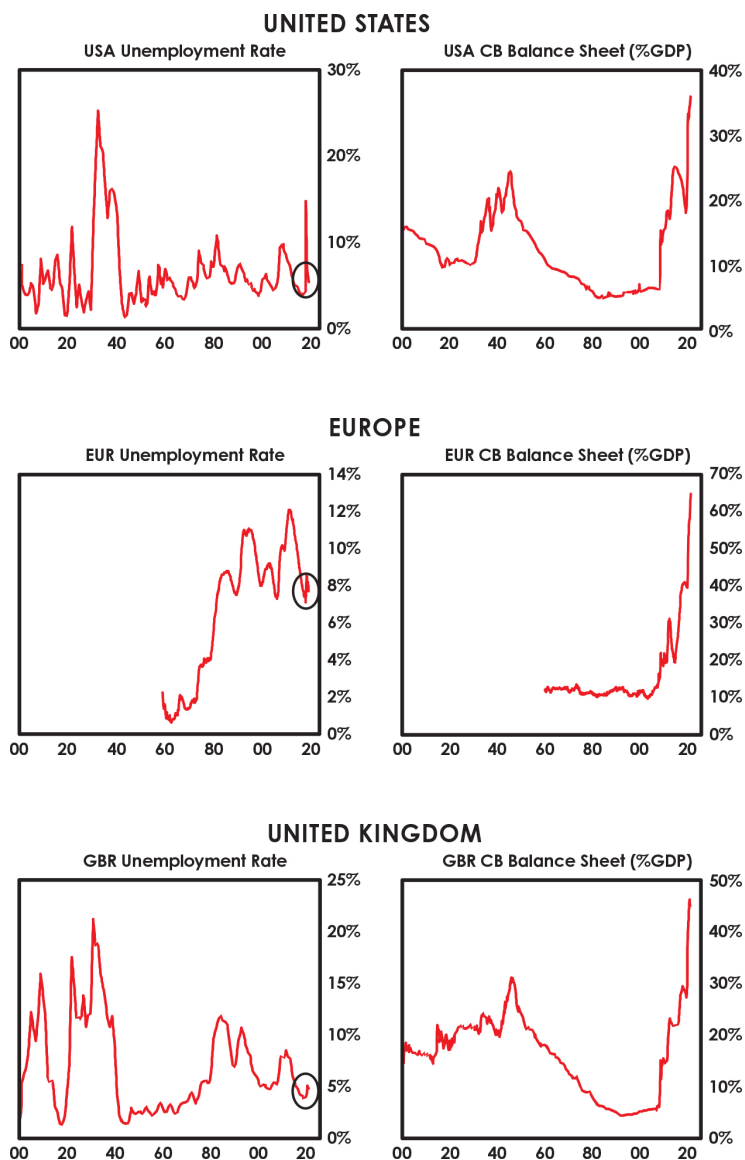 UNITED STATES
USA Unemployment Rate
USA CB Balance Sheet (%GDP)
30%
20%
10%
0%
00 20 40 60 80 00 20
40%
30%
20%
10%
0%
00 20 40 60 80 00 20
EUROPE
EUR Unemployment Rate
EUR CB Balance Sheet (%GDP)
14%
12%
10%
8%
6%
4%
2%
0%
00 20 40 60 80 00 20
70%
60%
50%
40%
30%
20%
10%
0%
00 20 40 60 80 00 20
UNITED KINGDOM
GBR Unemployment Rate
GBR CB Balance Sheet (%GDP)
25%
20%
15%
10%
5%
0%
00 20 40 60 80 00 20
50%
40%
30%
20%
10%
0%
00 20 40 60 80 00 20